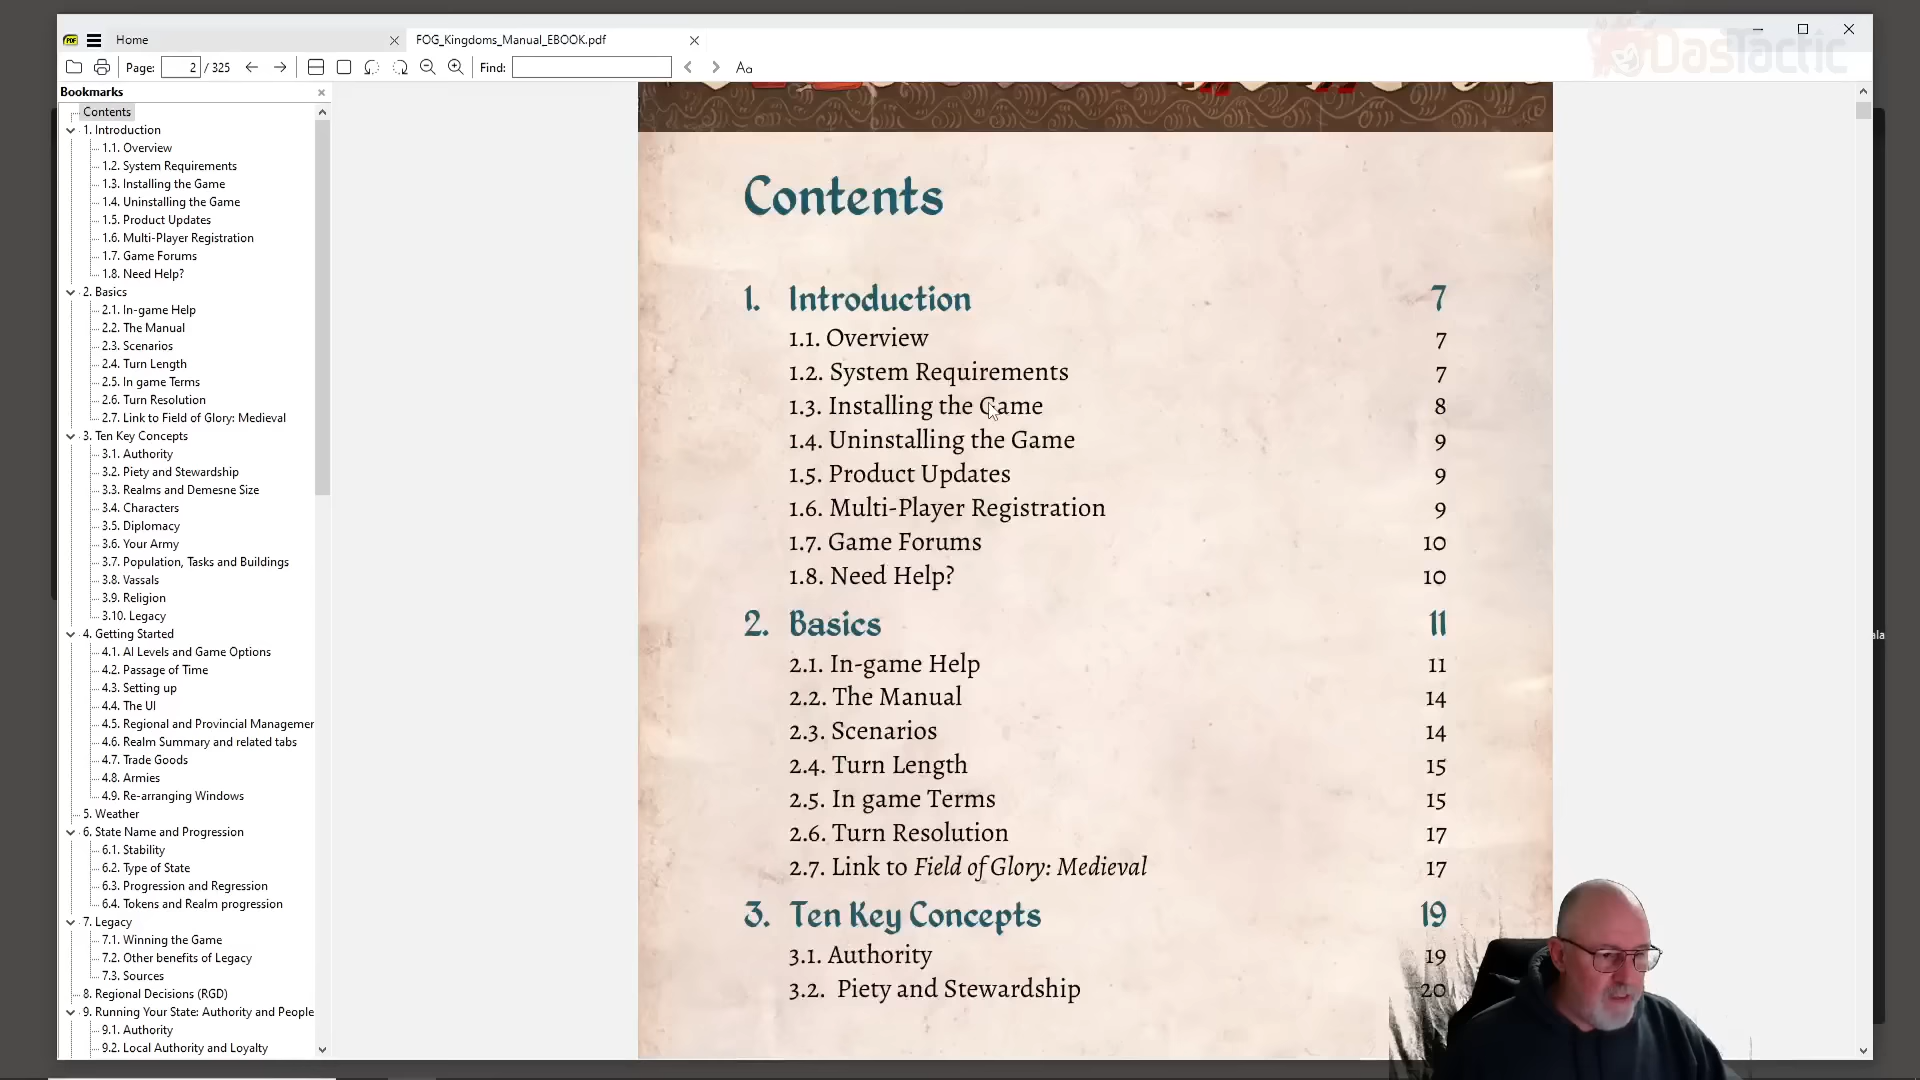 Home
FOG_Kingdoms_Manual_EBOOK.pdf
DasTactic
Page: 2 / 325
Find:
Aa
Bookmarks
Contents
1. Introduction
1.1. Overview
1.2. System Requirements
1.3. Installing the Game
1.4. Uninstalling the Game
1.5. Product Updates
1.6. Multi-Player Registration
1.7. Game Forums
1.8. Need Help?
2. Basics
2.1. In-game Help
2.2. The Manual
2.3. Scenarios
2.4. Turn Length
2.5. In game Terms
2.6. Turn Resolution
2.7. Link to Field of Glory: Medieval
3. Ten Key Concepts
3.1. Authority
3.2. Piety and Stewardship
3.3. Realms and Demesne Size
3.4. Characters
3.5. Diplomacy
3.6. Your Army
3.7. Population, Tasks and Buildings
3.8. Vassals
3.9. Religion
3.10. Legacy
4. Getting Started
4.1. AI Levels and Game Options
4.2. Passage of Time
4.3. Setting up
4.4. The UI
4.5. Regional and Provincial Managemer
4.6. Realm Summary and related tabs
4.7. Trade Goods
4.8. Armies
4.9. Re-arranging Windows
5. Weather
6. State Name and Progression
6.1. Stability
6.2. Type of State
6.3. Progression and Regression
6.4. Tokens and Realm progression
7. Legacy
7.1. Winning the Game
7.2. Other benefits of Legacy
7.3. Sources
8. Regional Decisions (RGD)
9. Running Your State: Authority and People
9.1. Authority
9.2. Local Authority and Loyalty
Contents
1. Introduction 7
1.1. Overview 7
1.2. System Requirements 7
1.3. Installing the Game 8
1.4. Uninstalling the Game 9
1.5. Product Updates 9
1.6. Multi-Player Registration 9
1.7. Game Forums 10
1.8. Need Help? 10
2. Basics 11
2.1. In-game Help 11
2.2. The Manual 14
2.3. Scenarios 14
2.4. Turn Length 15
2.5. In game Terms 15
2.6. Turn Resolution 17
2.7. Link to Field of Glory: Medieval 17
3. Ten Key Concepts 19
3.1. Authority 19
3.2. Piety and Stewardship 20
ala